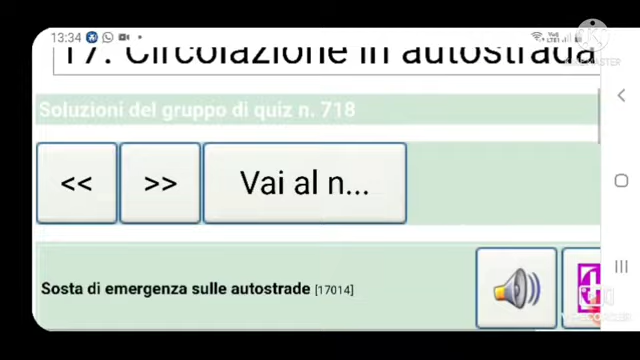 13:34
17. Circolazione in autostrada
Soluzioni del gruppo di quiz n. 718
<< >> Vai al n...
Sosta di emergenza sulle autostrade [17014]